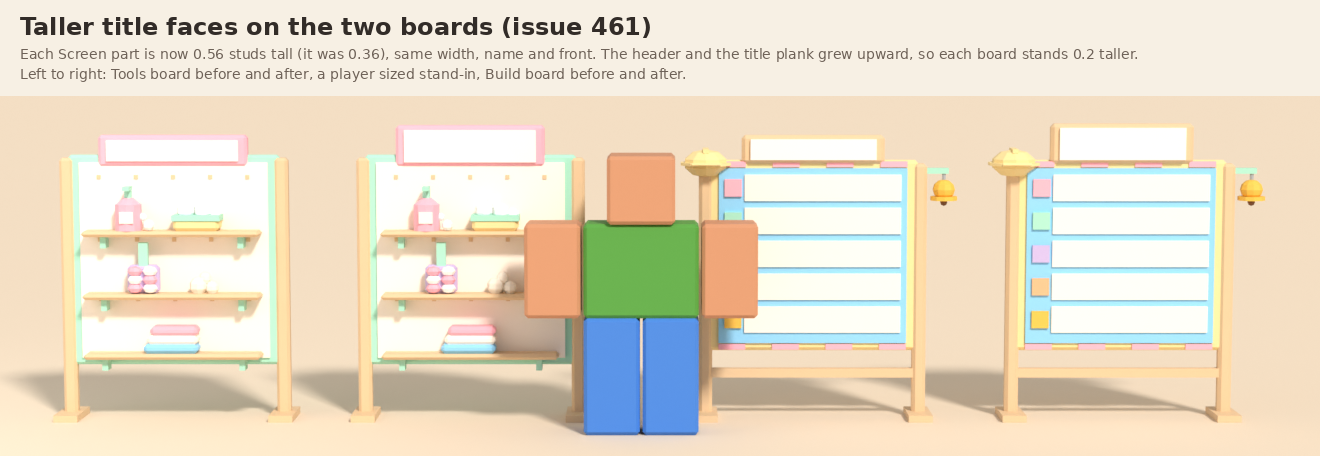 Taller title faces on the two boards (issue 461)
Each Screen part is now 0.56 studs tall (it was 0.36), same width, name and front. The header and the title plank grew upward, so each board stands 0.2 taller.
Left to right: Tools board before and after, a player sized stand-in, Build board before and after.